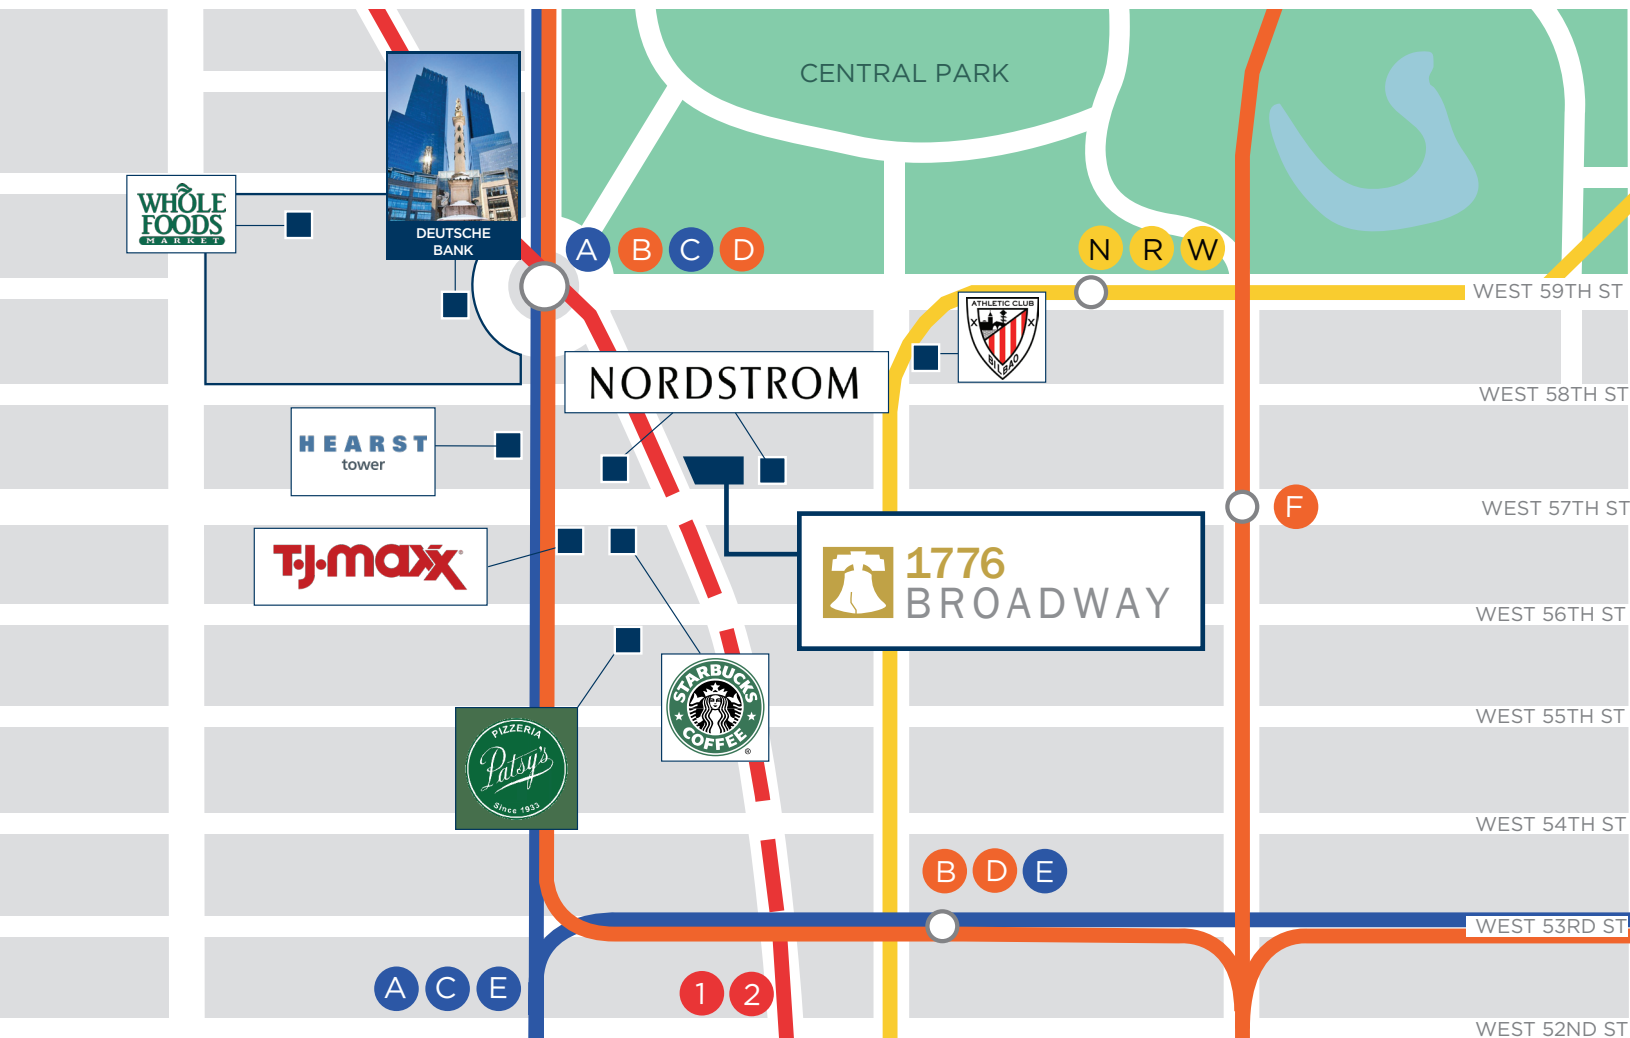 CENTRAL PARK
WHOLE
FOODS
MARKET
DEUTSCHE
BANK
A B C D
N R W
WEST 59TH ST
ATHLETIC CLUB
BILBAO
NORDSTROM
WEST 58TH ST
HEARST
tower
F
WEST 57TH ST
T.J.maxx
1776
BROADWAY
WEST 56TH ST
STARBUCKS
COFFEE
®
WEST 55TH ST
PIZZERIA
Patsy's
Since 1933
WEST 54TH ST
B D E
WEST 53RD ST
A C E
1 2
WEST 52ND ST